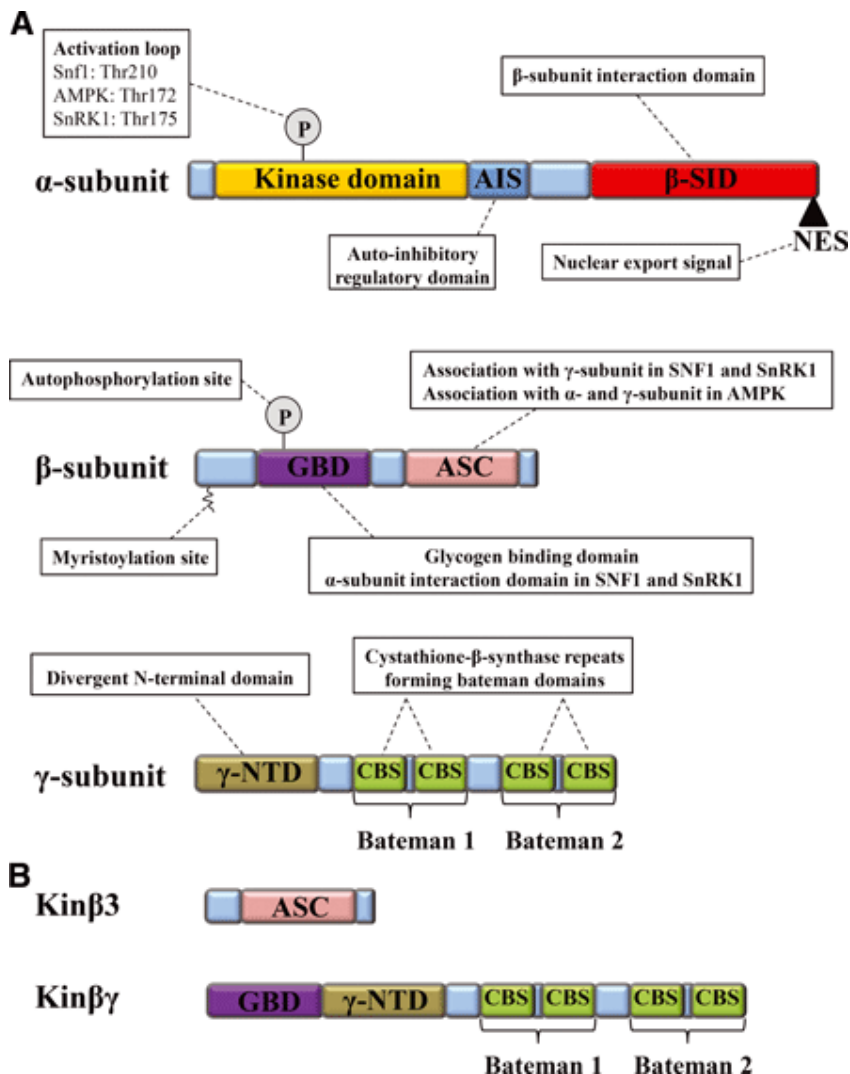 A
Activation loop
Snf1: Thr210
AMPK: Thr172
SnRK1: Thr175
β-subunit interaction domain
P
α-subunit
Kinase domain
AIS
β-SID
NES
Auto-inhibitory
regulatory domain
Nuclear export signal
Association with γ-subunit in SNF1 and SnRK1
Association with α- and γ-subunit in AMPK
Autophosphorylation site
P
β-subunit
GBD
ASC
Myristoylation site
Glycogen binding domain
α-subunit interaction domain in SNF1 and SnRK1
Divergent N-terminal domain
Cystathione-β-synthase repeats
forming bateman domains
γ-subunit
γ-NTD
CBS
CBS
CBS
CBS
Bateman 1
Bateman 2
B
Kinβ3
ASC
Kinβγ
GBD
γ-NTD
CBS
CBS
CBS
CBS
Bateman 1
Bateman 2